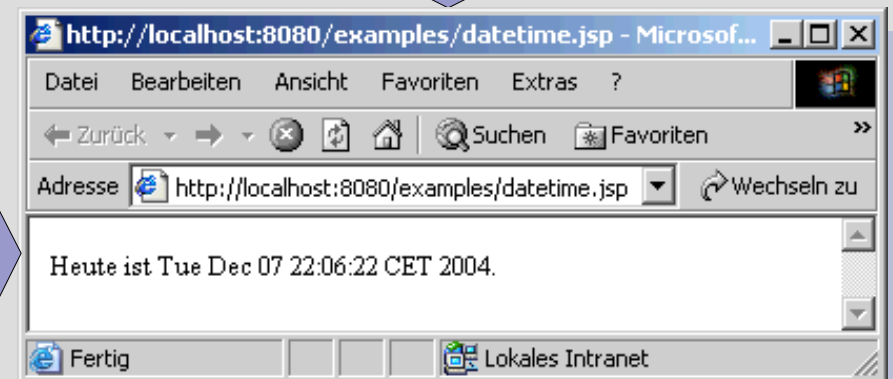 http://localhost:8080/examples/datetime.jsp - Microsof...
Datei Bearbeiten Ansicht Favoriten Extras ?
Zurück Suchen Favoriten »
Adresse http://localhost:8080/examples/datetime.jsp Wechseln zu
Heute ist Tue Dec 07 22:06:22 CET 2004.
Fertig Lokales Intranet